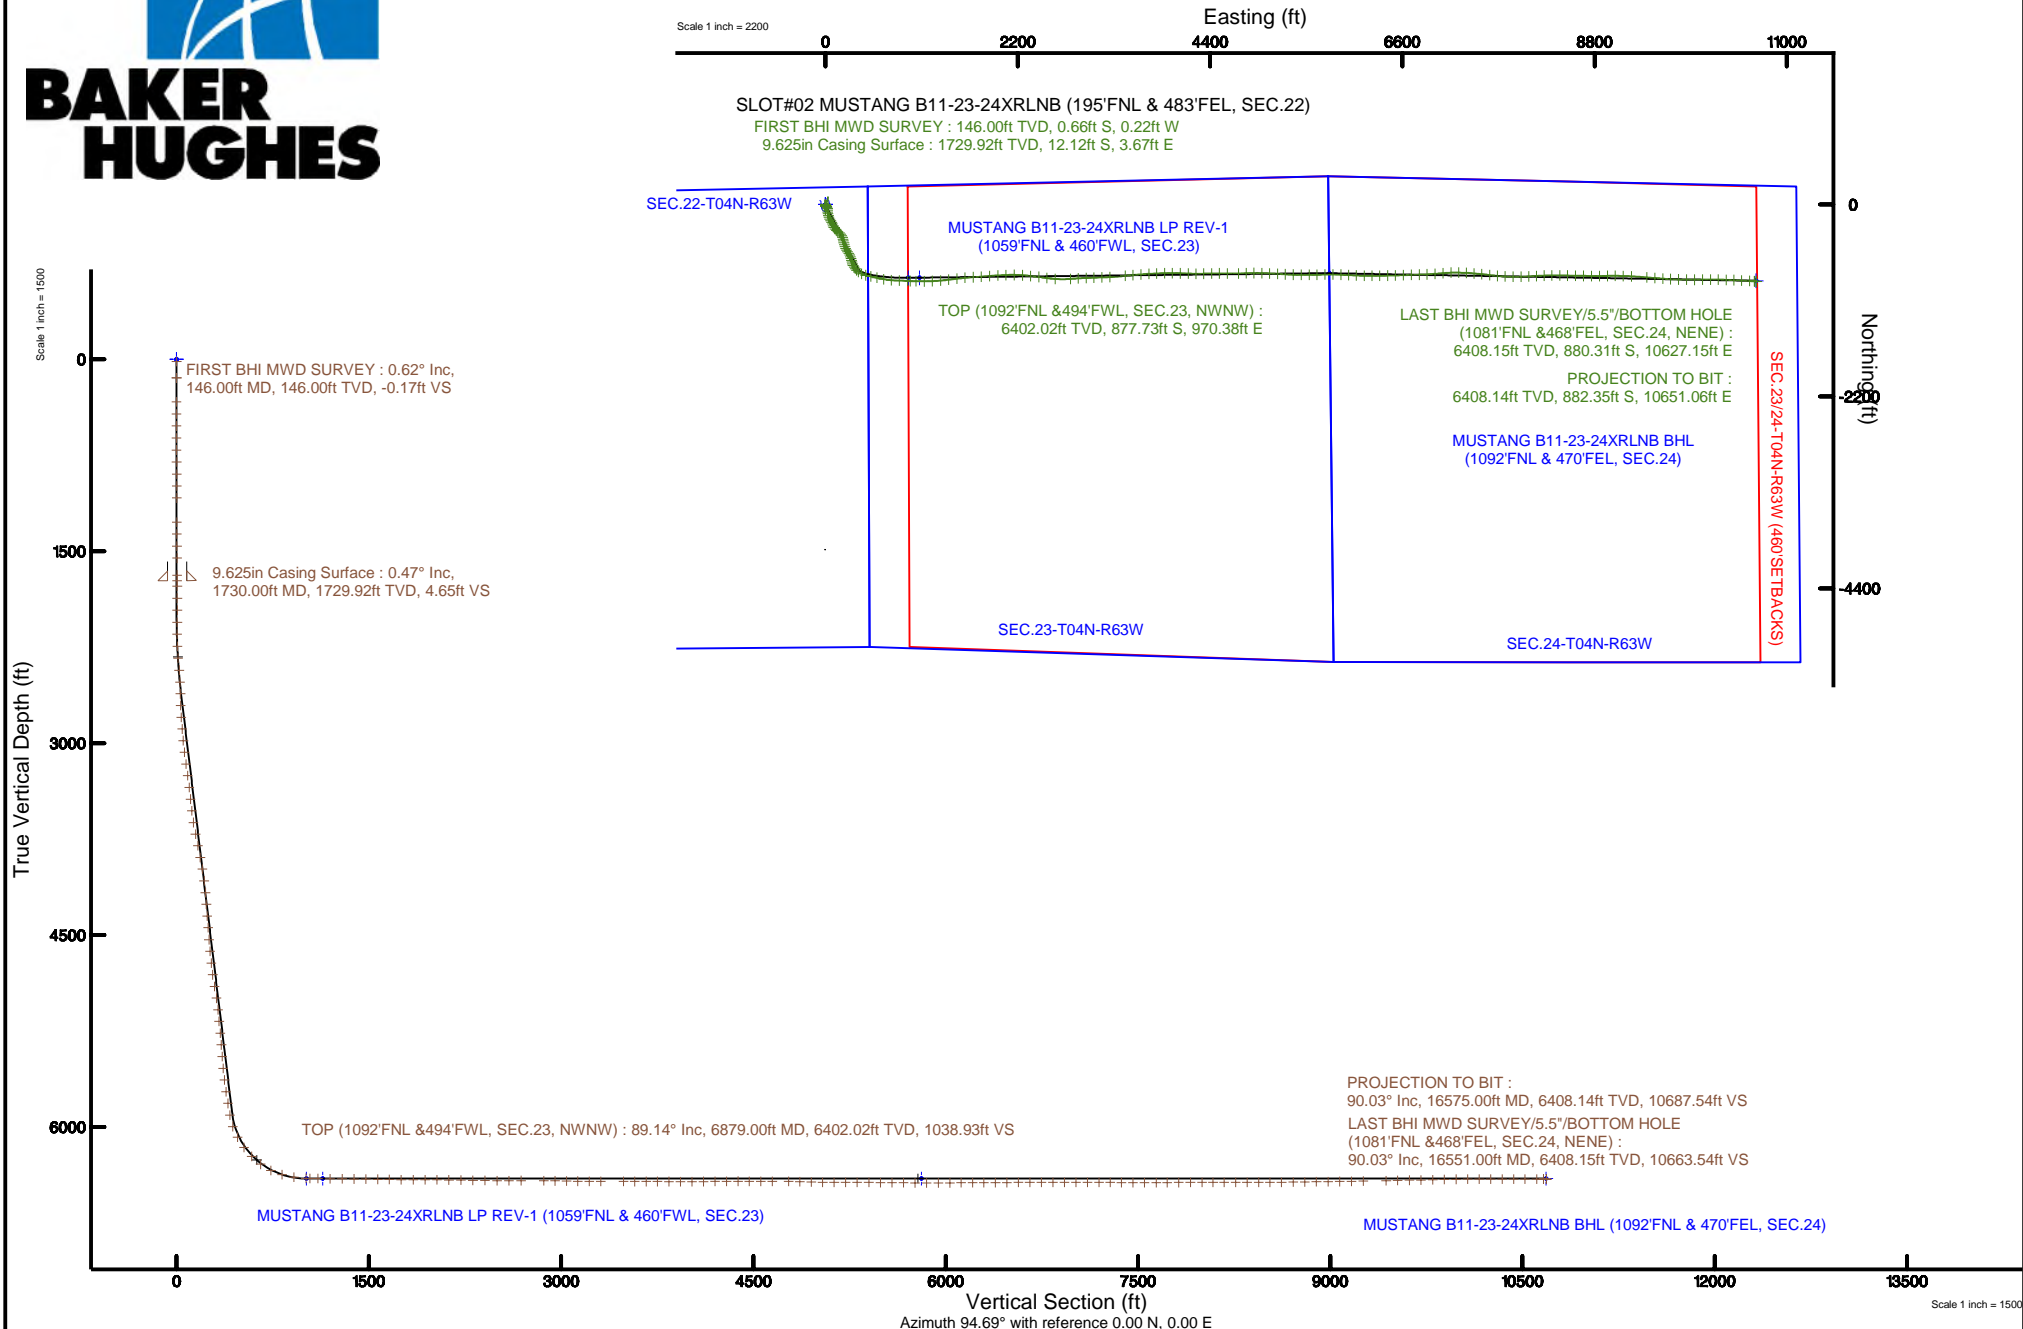 BAKER
HUGHES
Scale 1 inch = 2200
Easting (ft)
0 2200 4400 6600 8800 11000
SLOT#02 MUSTANG B11-23-24XRLNB (195'FNL & 483'FEL, SEC.22)
FIRST BHI MWD SURVEY : 146.00ft TVD, 0.66ft S, 0.22ft W
9.625in Casing Surface : 1729.92ft TVD, 12.12ft S, 3.67ft E
SEC.22-T04N-R63W
MUSTANG B11-23-24XRLNB LP REV-1
(1059'FNL & 460'FWL, SEC.23)
TOP (1092'FNL &494'FWL, SEC.23, NWNW) :
6402.02ft TVD, 877.73ft S, 970.38ft E
LAST BHI MWD SURVEY/5.5"/BOTTOM HOLE
(1081'FNL &468'FEL, SEC.24, NENE) :
6408.15ft TVD, 880.31ft S, 10627.15ft E
PROJECTION TO BIT :
6408.14ft TVD, 882.35ft S, 10651.06ft E
MUSTANG B11-23-24XRLNB BHL
(1092'FNL & 470'FEL, SEC.24)
SEC.23-T04N-R63W
SEC.24-T04N-R63W
SEC.23/24-T04N-R63W (460'SETBACKS)
0
-2200
-4400
Northing (ft)
Scale 1 inch = 1500
True Vertical Depth (ft)
0
1500
3000
4500
6000
FIRST BHI MWD SURVEY : 0.62° Inc,
146.00ft MD, 146.00ft TVD, -0.17ft VS
9.625in Casing Surface : 0.47° Inc,
1730.00ft MD, 1729.92ft TVD, 4.65ft VS
TOP (1092'FNL &494'FWL, SEC.23, NWNW) : 89.14° Inc, 6879.00ft MD, 6402.02ft TVD, 1038.93ft VS
PROJECTION TO BIT :
90.03° Inc, 16575.00ft MD, 6408.14ft TVD, 10687.54ft VS
LAST BHI MWD SURVEY/5.5"/BOTTOM HOLE
(1081'FNL &468'FEL, SEC.24, NENE) :
90.03° Inc, 16551.00ft MD, 6408.15ft TVD, 10663.54ft VS
MUSTANG B11-23-24XRLNB LP REV-1 (1059'FNL & 460'FWL, SEC.23)
MUSTANG B11-23-24XRLNB BHL (1092'FNL & 470'FEL, SEC.24)
0 1500 3000 4500 6000 7500 9000 10500 12000 13500
Vertical Section (ft)
Scale 1 inch = 1500
Azimuth 94.69° with reference 0.00 N, 0.00 E